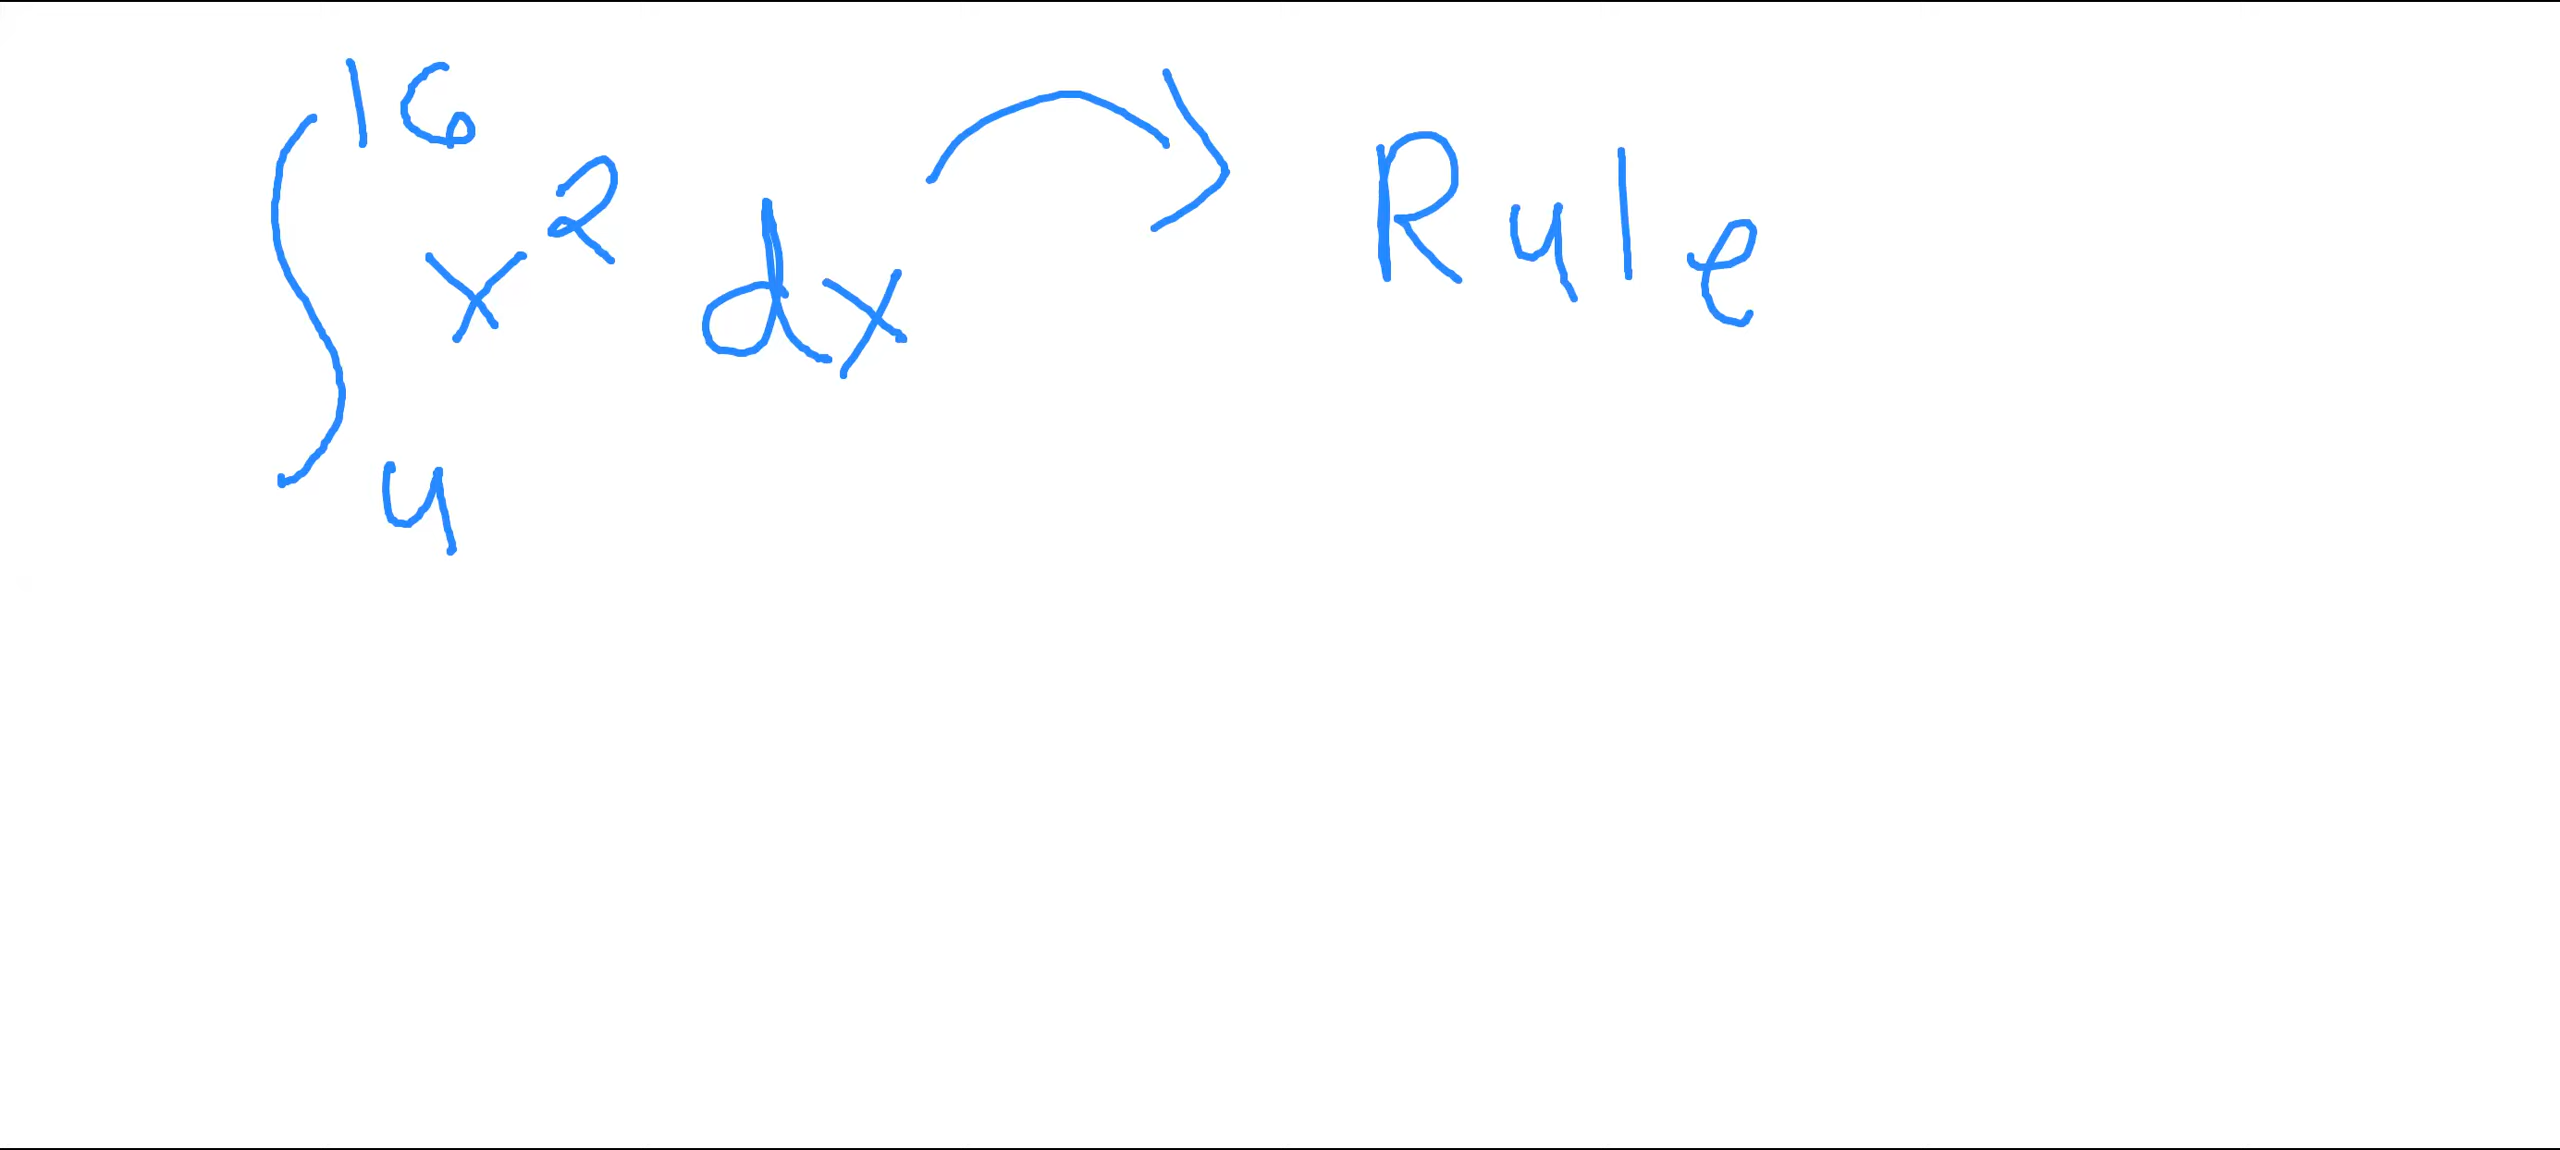 ∫₄¹⁶ x² dx → Rule